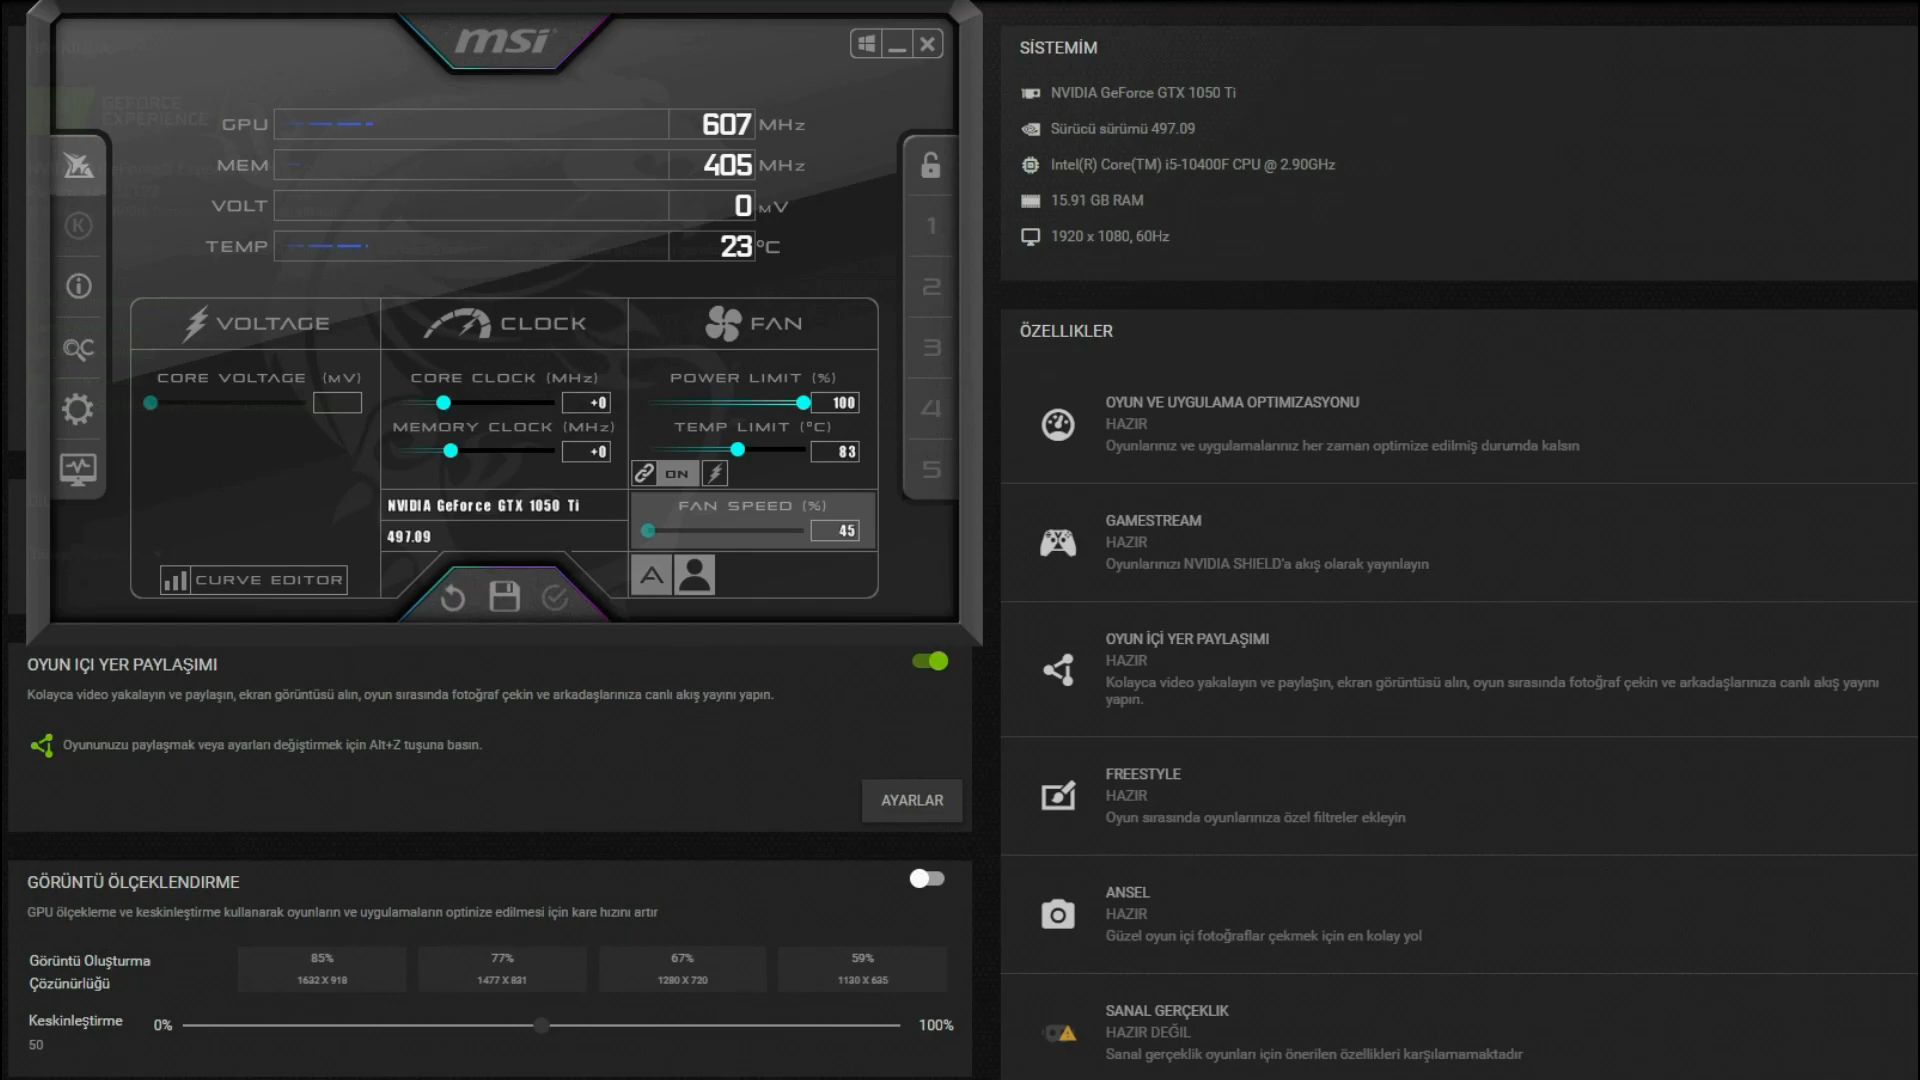 msi
GEFORCE
EXPERIENCE
GPU 607 MHz
MEM 405 MHz
VOLT 0 MV
TEMP 23 °C
K
i
OC
1
2
3
4
5
VOLTAGE
CLOCK
FAN
CORE VOLTAGE (MV)
CORE CLOCK (MHz)
+0
MEMORY CLOCK (MHz)
+0
POWER LIMIT (%)
100
TEMP LIMIT (°C)
83
ON
NVIDIA GeForce GTX 1050 Ti
497.09
FAN SPEED (%)
45
CURVE EDITOR
A
OYUN IÇI YER PAYLAŞIMI
Kolayca video yakalayın ve paylaşın, ekran görüntüsü alın, oyun sırasında fotoğraf çekin ve arkadaşlarınıza canlı akış yayını yapın.
Oyununuzu paylaşmak veya ayarları değiştirmek için Alt+Z tuşuna basın.
AYARLAR
GÖRÜNTÜ ÖLÇEKLENDIRME
GPU ölçekleme ve keskinleştirme kullanarak oyunların ve uygulamaların optinize edilmesi için kare hızını artır
Görüntü Oluşturma
Çözünürlüğü
85%
1632 X 918
77%
1477 X 831
67%
1280 X 720
59%
1130 X 635
Keskinleştirme
50
0%
100%
SİSTEMİM
NVIDIA GeForce GTX 1050 Ti
Sürücü sürümü 497.09
Intel(R) Core(TM) i5-10400F CPU @ 2.90GHz
15.91 GB RAM
1920 x 1080, 60Hz
ÖZELLIKLER
OYUN VE UYGULAMA OPTIMIZASYONU
HAZIR
Oyunlarınız ve uygulamalarınız her zaman optimize edilmiş durumda kalsın
GAMESTREAM
HAZIR
Oyunlarınızı NVIDIA SHIELD'a akış olarak yayınlayın
OYUN İÇİ YER PAYLAŞIMI
HAZIR
Kolayca video yakalayın ve paylaşın, ekran görüntüsü alın, oyun sırasında fotoğraf çekin ve arkadaşlarınıza canlı akış yayını
yapın.
FREESTYLE
HAZIR
Oyun sırasında oyunlarınıza özel filtreler ekleyin
ANSEL
HAZIR
Güzel oyun içi fotoğraflar çekmek için en kolay yol
SANAL GERÇEKLIK
HAZIR DEĞIL
Sanal gerçeklik oyunları için önerilen özellikleri karşılamamaktadır